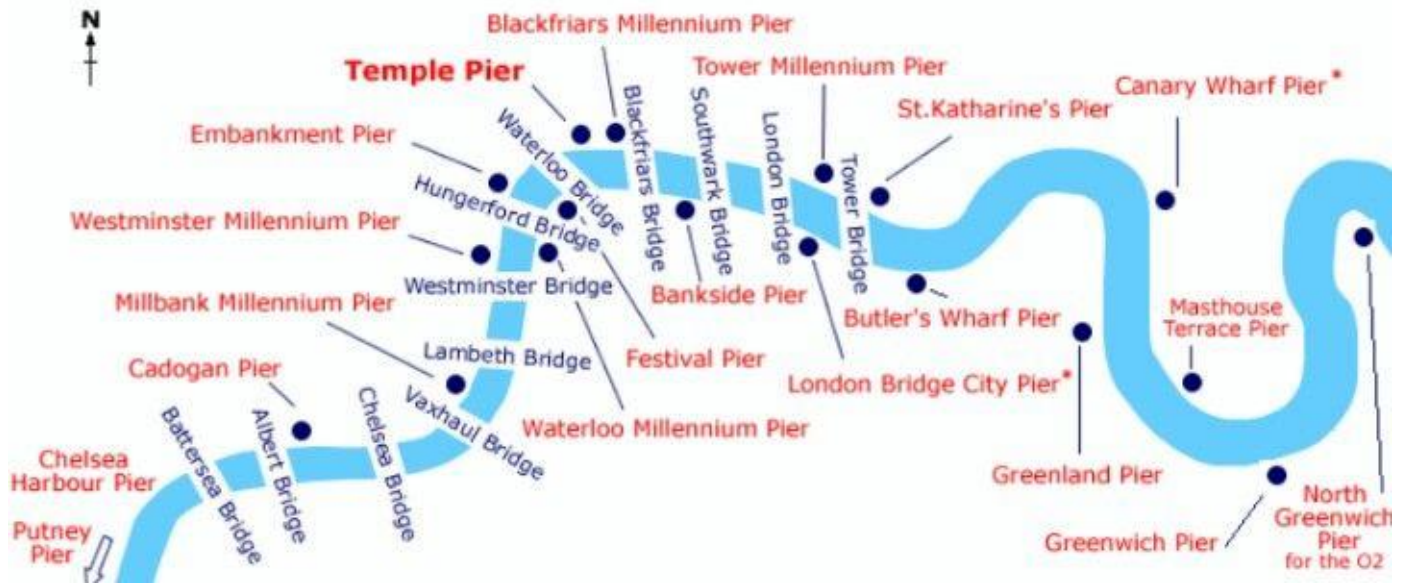 N
Blackfriars Millennium Pier
Temple Pier
Tower Millennium Pier
Canary Wharf Pier*
St.Katharine's Pier
Embankment Pier
Waterloo Bridge
Blackfriars Bridge
Southwark Bridge
London Bridge
Tower Bridge
Hungerford Bridge
Westminster Millennium Pier
Westminster Bridge
Millbank Millennium Pier
Bankside Pier
Butler's Wharf Pier
Masthouse
Terrace Pier
Lambeth Bridge
Festival Pier
Cadogan Pier
London Bridge City Pier*
Vaxhaul Bridge
Waterloo Millennium Pier
Battersea Bridge
Albert Bridge
Chelsea Bridge
Chelsea
Harbour Pier
Greenland Pier
Putney
Pier
Greenwich Pier
North
Greenwich
Pier
for the O2